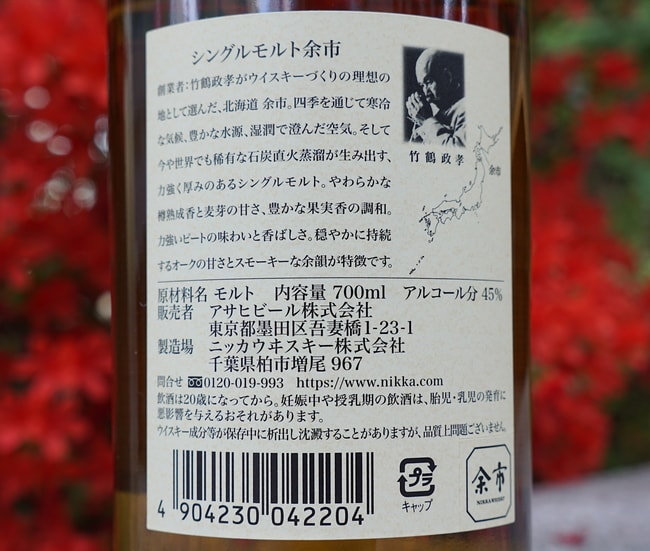 シングルモルト余市
創業者:竹鶴政孝がウイスキーづくりの理想の
地として選んだ、北海道 余市。四季を通じて寒冷
な気候、豊かな水源、湿潤で澄んだ空気。そして
今や世界でも稀有な石炭直火蒸溜が生み出す、
力強く厚みのあるシングルモルト。やわらかな
樽熟成香と麦芽の甘さ、豊かな果実香の調和。
力強いピートの味わいと香ばしさ。穏やかに持続
するオークの甘さとスモーキーな余韻が特徴です。
竹鶴政孝
余市
原材料名 モルト 内容量 700ml アルコール分 45%
販売者 アサヒビール株式会社
東京都墨田区吾妻橋1-23-1
製造場 ニッカウヰスキー株式会社
千葉県柏市増尾 967
問合せ 0120-019-993 https://www.nikka.com
飲酒は20歳になってから。妊娠中や授乳期の飲酒は、胎児・乳児の発育に
悪影響を与えるおそれがあります。
ウイスキー成分等が保存中に析出し沈澱することがありますが、品質上問題ございません。
4 904230 042204
プラ
キャップ
余市
NIKKA WHISKY